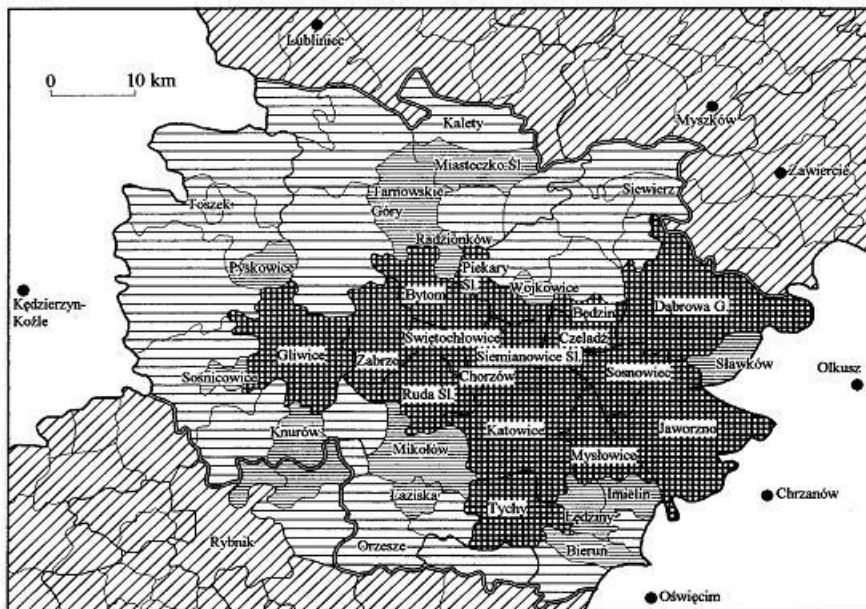 Lubliniec
0 10 km
Kalety
Myszków
Miasteczko Śl.
Zawiercie
Tarnowskie
Góry
Siewierz
Toszek
Radzionków
Pyskowice
Piekary
Śl.
Wojkowice
Kędzierzyn-
Koźle
Bytom
Będzin
Dąbrowa G.
Świętochłowice
Czeladź
Gliwice
Zabrze
Siemianowice Śl.
Sosnowiec
Sławków
Sośnicowice
Chorzów
Olkusz
Ruda Śl.
Knurów
Katowice
Jaworzno
Mikołów
Mysłowice
Łaziska
Imielin
Chrzanów
Tychy
Lędziny
Rybnik
Orzesze
Bieruń
Oświęcim